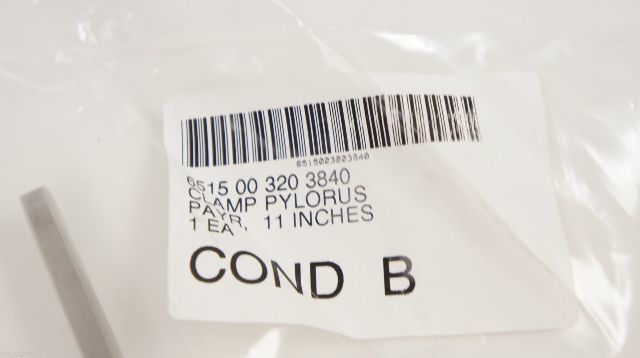 6515003203840
6515 00 320 3840
CLAMP PYLORUS
PAYR, 11 INCHES
1 EA
COND B